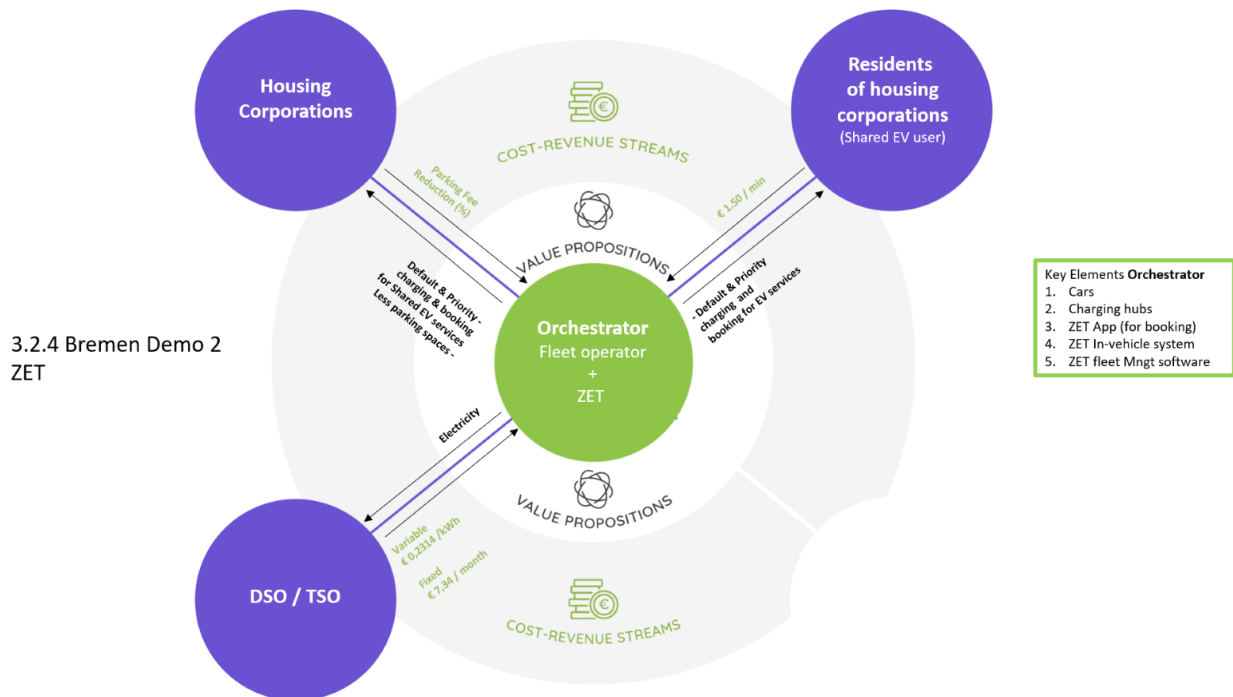 Housing
Corporations
Residents
of housing
corporations
(Shared EV user)
€
COST-REVENUE STREAMS
Parking Fee
Reduction (%)
€ 1.50 / min
VALUE PROPOSITIONS
Default & Priority -
charging & booking
for Shared EV services
Less parking spaces -
- Default & Priority
charging and
booking for EV services
Key Elements Orchestrator
1. Cars
2. Charging hubs
3. ZET App (for booking)
4. ZET In-vehicle system
5. ZET fleet Mngt software
Orchestrator
Fleet operator
+
ZET
3.2.4 Bremen Demo 2
ZET
Electricity
VALUE PROPOSITIONS
Variable
€ 0,2314 /kWh
Fixed
€ 7,34 / month
DSO / TSO
€
COST-REVENUE STREAMS